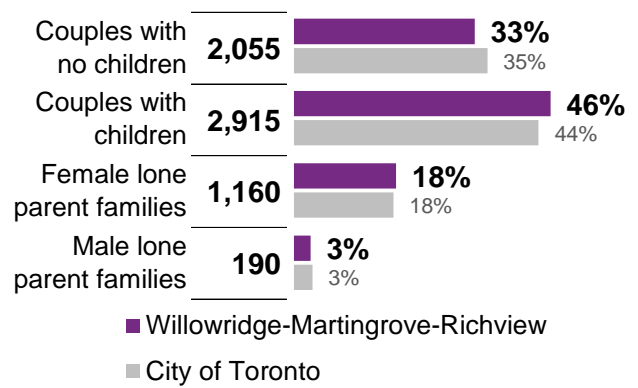 Couples with
no children
2,055
33%
35%
Couples with
children
2,915
46%
44%
Female lone
parent families
1,160
18%
18%
Male lone
parent families
190
3%
3%
Willowridge-Martingrove-Richview
City of Toronto